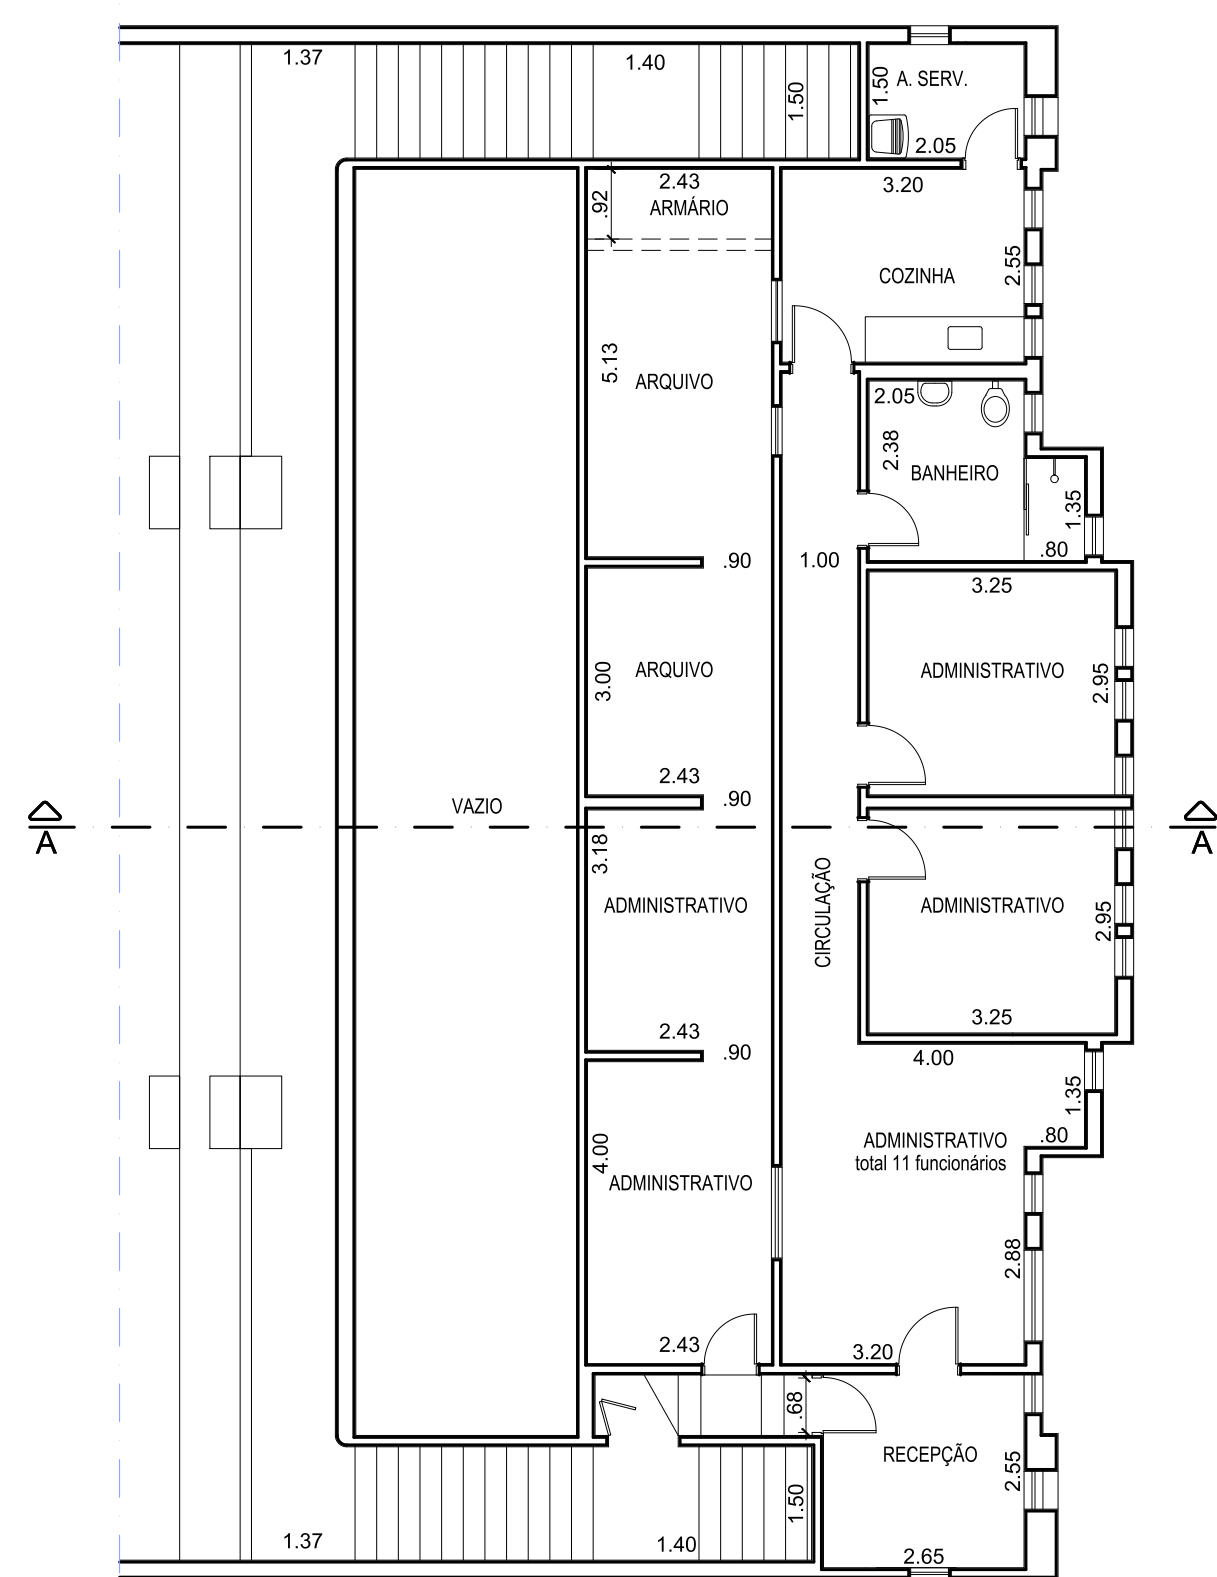 1.37
1.40
1.50
1.50
A. SERV.
2.05
2.43
ARMÁRIO
.92
3.20
2.55
COZINHA
5.13
ARQUIVO
2.05
2.38
BANHEIRO
1.35
.80
.90
1.00
3.25
ARQUIVO
3.00
ADMINISTRATIVO
2.95
2.43
.90
VAZIO
A
A
3.18
ADMINISTRATIVO
CIRCULAÇÃO
ADMINISTRATIVO
2.95
3.25
2.43
.90
4.00
1.35
.80
ADMINISTRATIVO
total 11 funcionários
4.00
ADMINISTRATIVO
2.88
2.43
3.20
.68
RECEPÇÃO
2.55
1.50
1.37
1.40
2.65